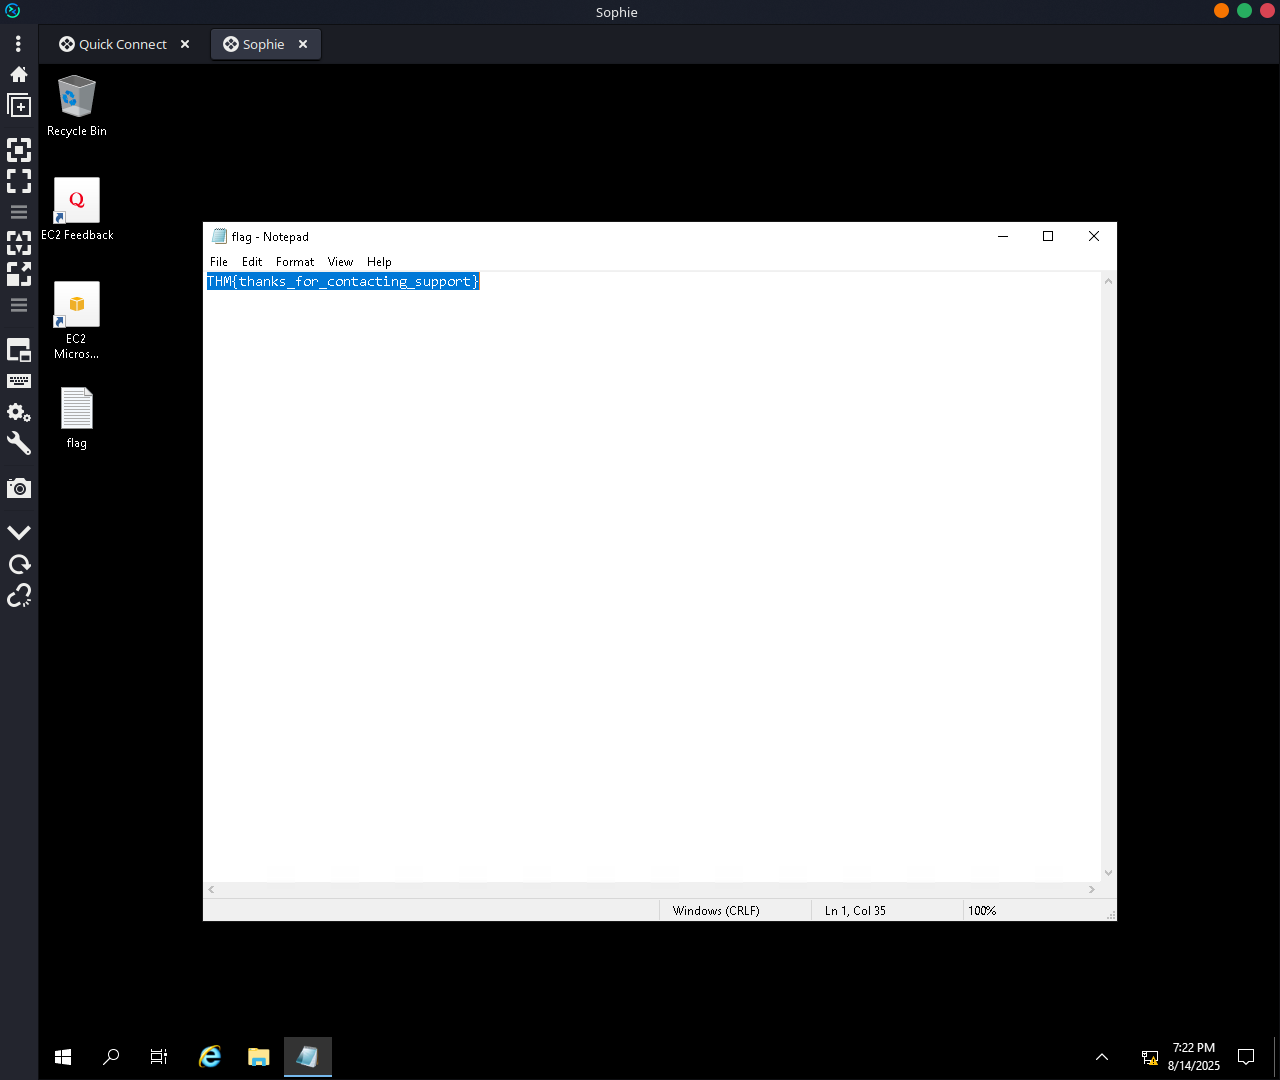 Sophie
Quick Connect
Sophie
Recycle Bin
Q
EC2 Feedback
EC2
Micros...
flag
flag - Notepad
File Edit Format View Help
THM{thanks_for_contacting_support}
Windows (CRLF)
Ln 1, Col 35
100%
7:22 PM
8/14/2025